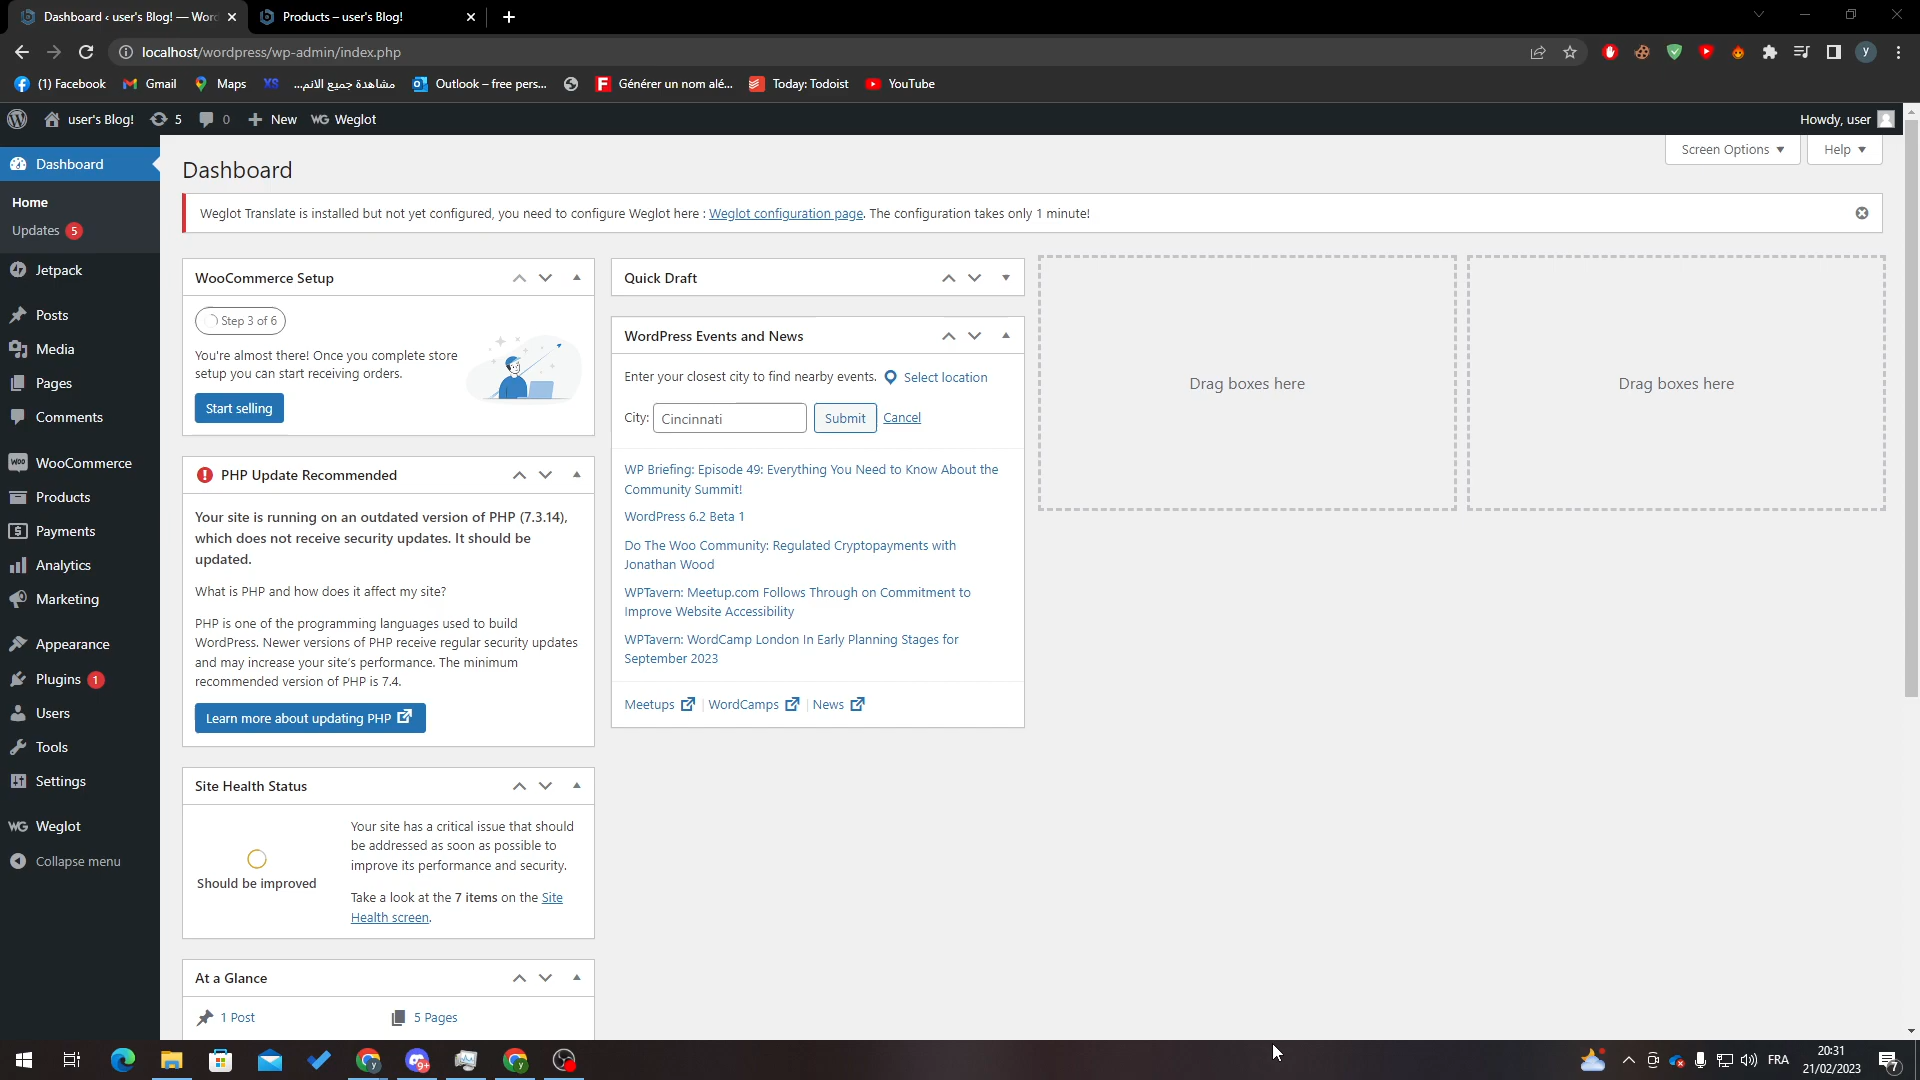 Dashboard ‹ user's Blog! — Wor
Products – user's Blog!
localhost/wordpress/wp-admin/index.php
(1) Facebook
Gmail
Maps
XS
مشاهدة جميع الانم...
Outlook – free pers...
Générer un nom alé...
Today: Todoist
YouTube
user's Blog!
5
0
New
WG Weglot
Howdy, user
Dashboard
Home
Updates 5
Jetpack
Posts
Media
Pages
Comments
WooCommerce
Products
Payments
Analytics
Marketing
Appearance
Plugins 1
Users
Tools
Settings
WG Weglot
Collapse menu
Screen Options
Help
Dashboard
Weglot Translate is installed but not yet configured, you need to configure Weglot here : Weglot configuration page. The configuration takes only 1 minute!
WooCommerce Setup
Step 3 of 6
You're almost there! Once you complete store
setup you can start receiving orders.
Start selling
PHP Update Recommended
Your site is running on an outdated version of PHP (7.3.14),
which does not receive security updates. It should be
updated.
What is PHP and how does it affect my site?
PHP is one of the programming languages used to build
WordPress. Newer versions of PHP receive regular security updates
and may increase your site's performance. The minimum
recommended version of PHP is 7.4.
Learn more about updating PHP
Site Health Status
Should be improved
Your site has a critical issue that should
be addressed as soon as possible to
improve its performance and security.
Take a look at the 7 items on the Site
Health screen.
At a Glance
1 Post
5 Pages
Quick Draft
WordPress Events and News
Enter your closest city to find nearby events.
Select location
City:
Cincinnati
Submit
Cancel
WP Briefing: Episode 49: Everything You Need to Know About the
Community Summit!
WordPress 6.2 Beta 1
Do The Woo Community: Regulated Cryptopayments with
Jonathan Wood
WPTavern: Meetup.com Follows Through on Commitment to
Improve Website Accessibility
WPTavern: WordCamp London In Early Planning Stages for
September 2023
Meetups
WordCamps
News
Drag boxes here
Drag boxes here
FRA
20:31
21/02/2023
7